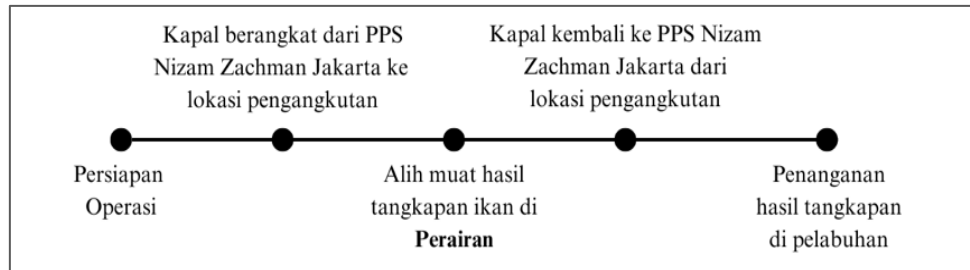 Kapal berangkat dari PPS
Nizam Zachman Jakarta ke
lokasi pengangkutan
Kapal kembali ke PPS Nizam
Zachman Jakarta dari
lokasi pengangkutan
Persiapan
Operasi
Alih muat hasil
tangkapan ikan di
Perairan
Penanganan
hasil tangkapan
di pelabuhan